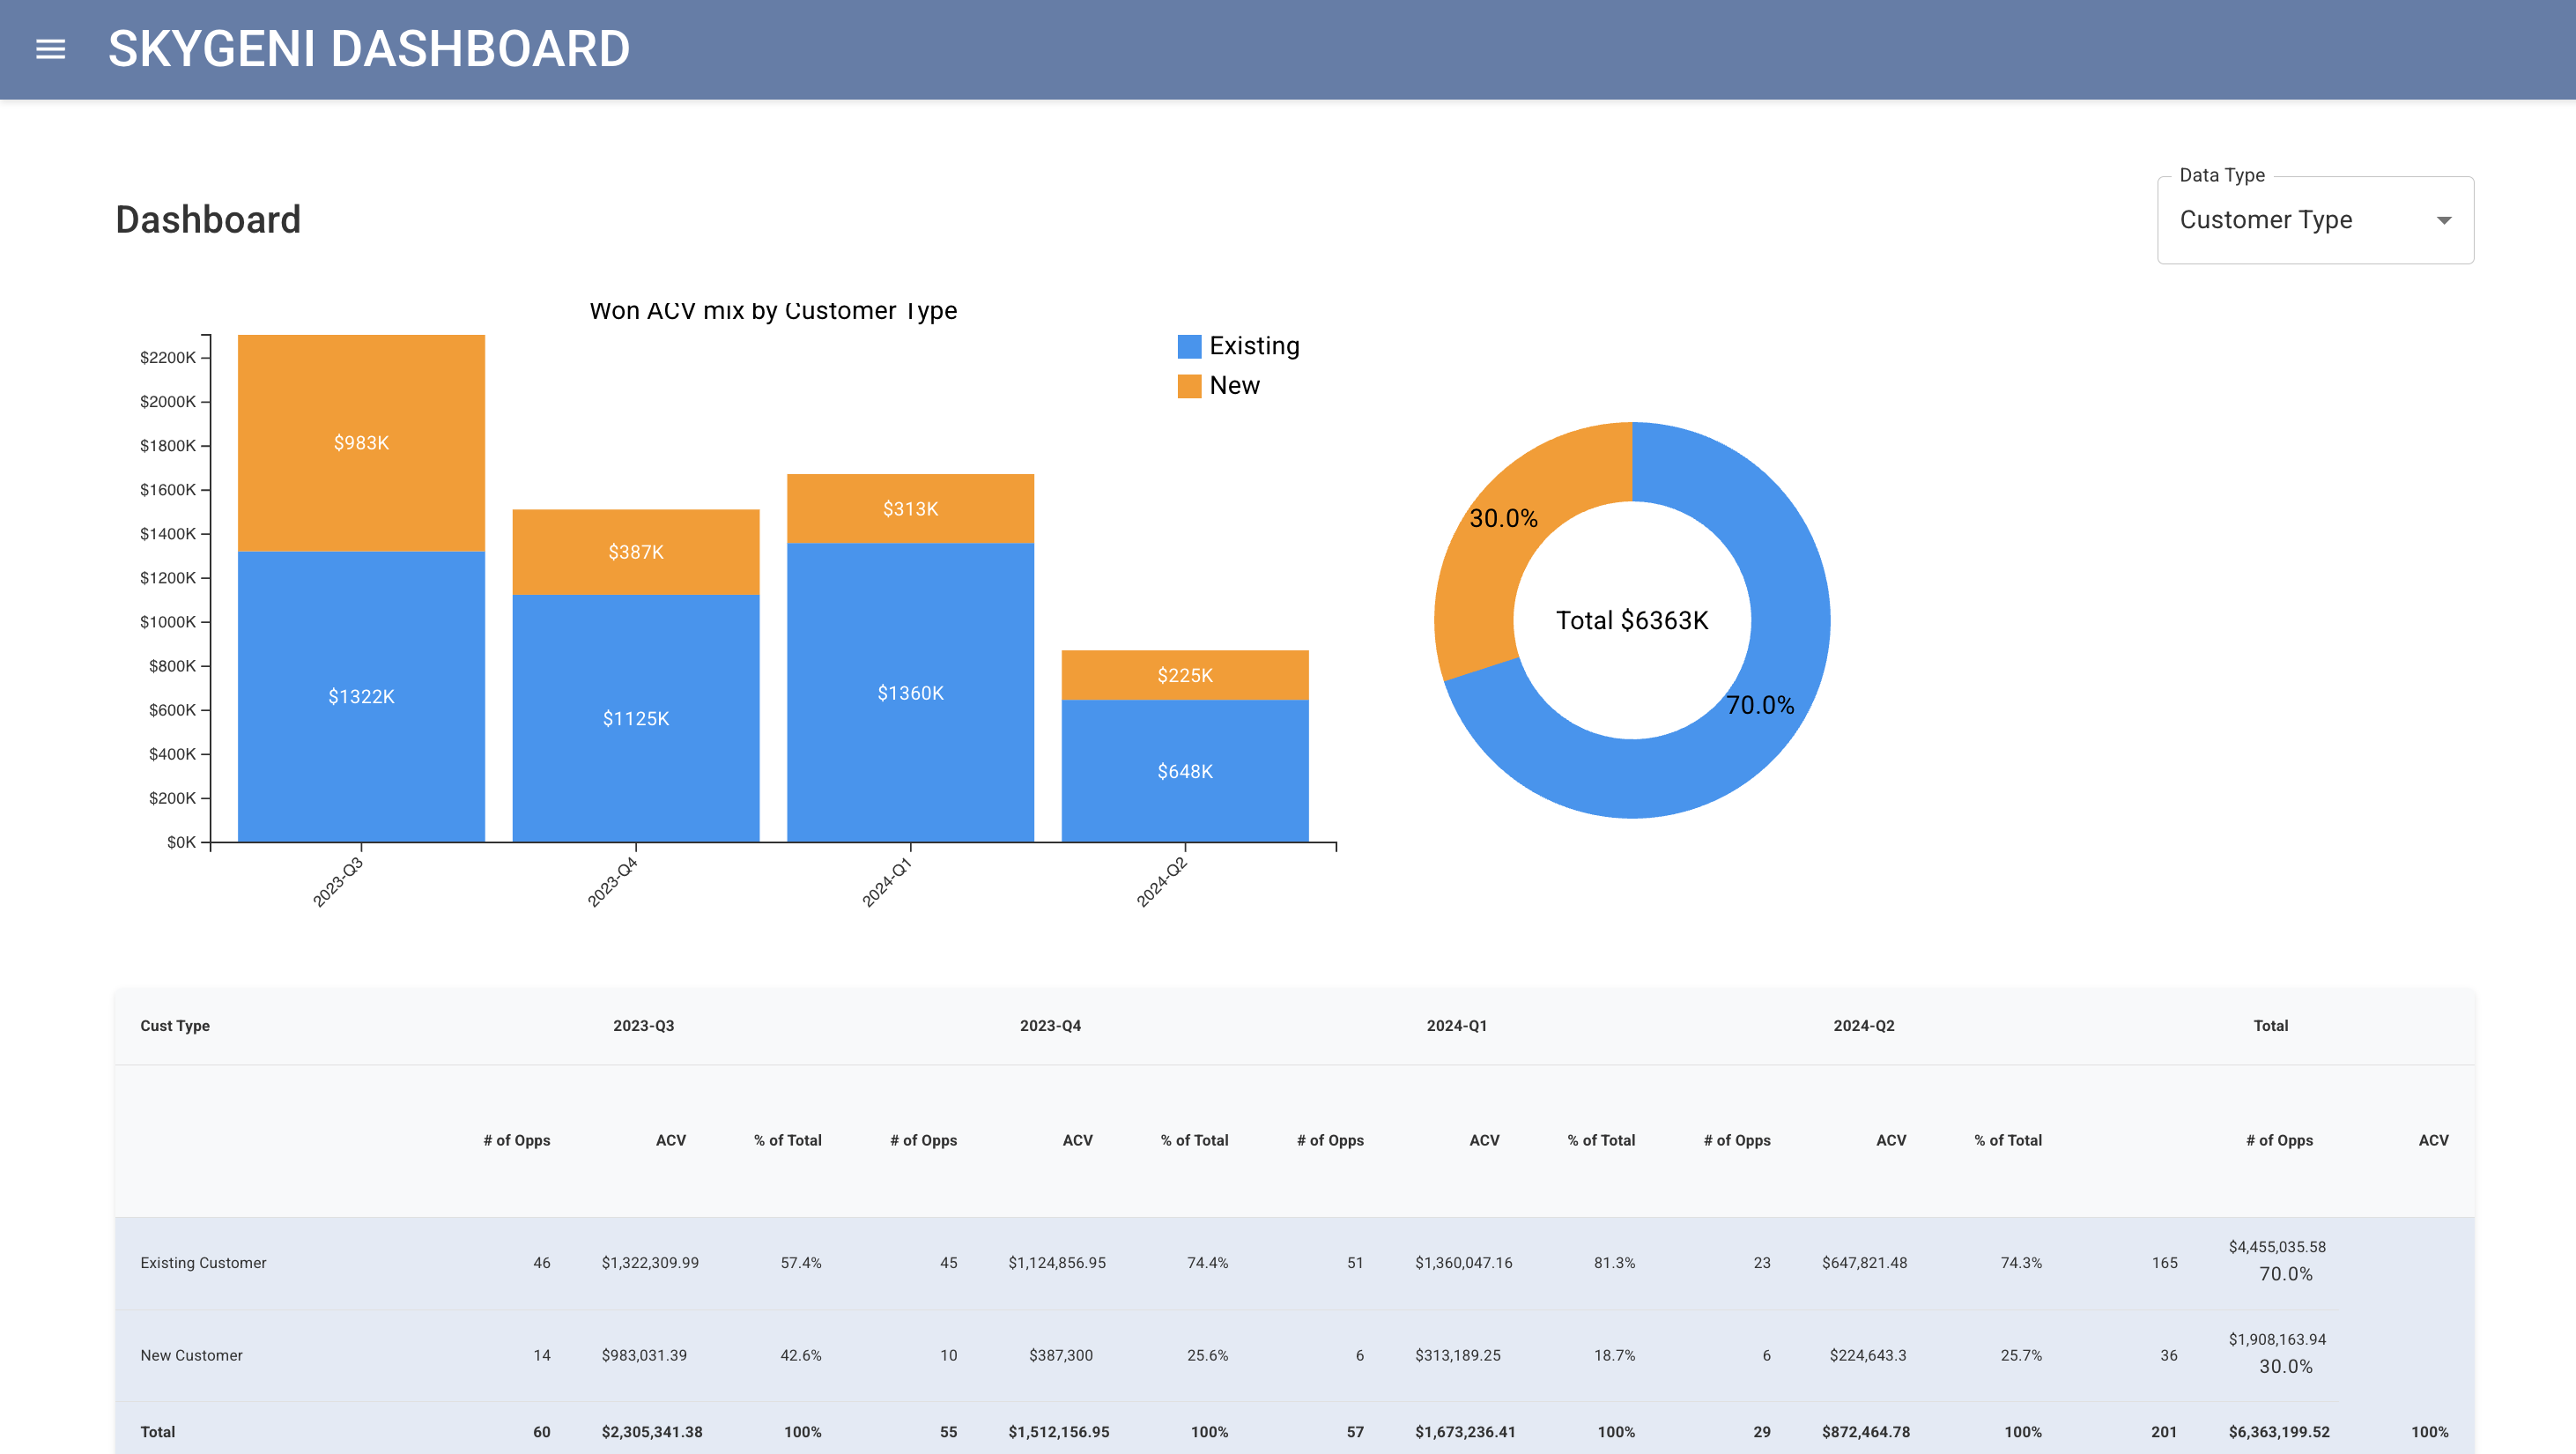 SKYGENI DASHBOARD
Data Type
Dashboard
Customer Type
Won ACV mix by Customer Type
Existing
New
$2200K
$2000K
$1800K
$1600K
$1400K
$1200K
$1000K
$800K
$600K
$400K
$200K
$0K
$983K
$387K
$313K
$225K
$1322K
$1125K
$1360K
$648K
2023-Q3
2023-Q4
2024-Q1
2024-Q2
30.0%
Total $6363K
70.0%
Cust Type 2023-Q3 2023-Q4 2024-Q1 2024-Q2 Total
# of Opps ACV % of Total # of Opps ACV % of Total # of Opps ACV % of Total # of Opps ACV % of Total # of Opps ACV
Existing Customer 46 $1,322,309.99 57.4% 45 $1,124,856.95 74.4% 51 $1,360,047.16 81.3% 23 $647,821.48 74.3% 165 $4,455,035.58
70.0%
New Customer 14 $983,031.39 42.6% 10 $387,300 25.6% 6 $313,189.25 18.7% 6 $224,643.3 25.7% 36 $1,908,163.94
30.0%
Total 60 $2,305,341.38 100% 55 $1,512,156.95 100% 57 $1,673,236.41 100% 29 $872,464.78 100% 201 $6,363,199.52 100%